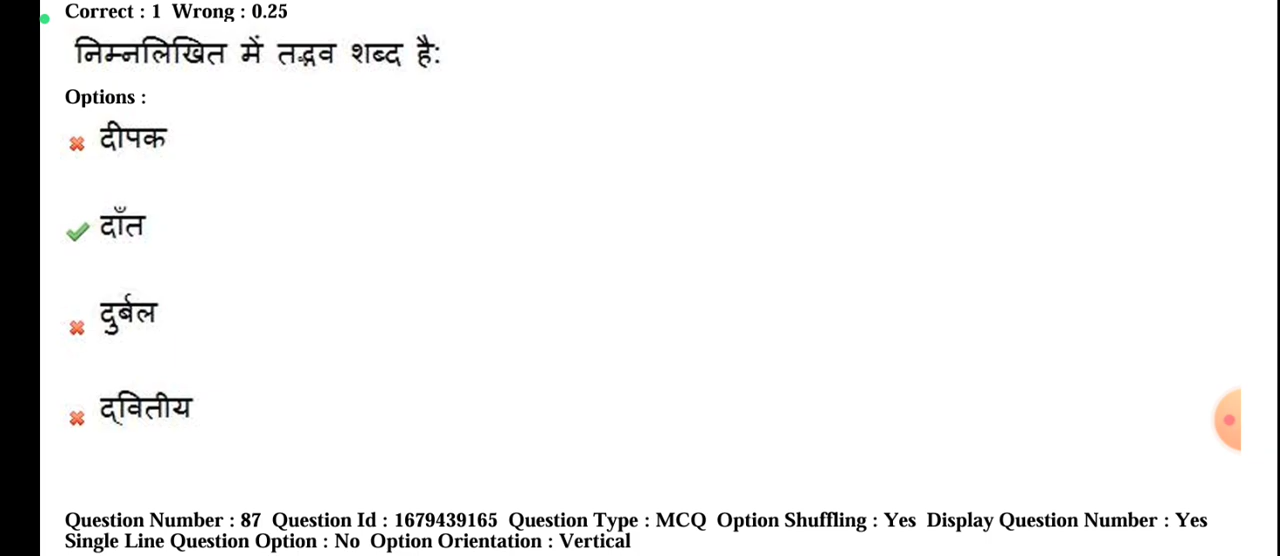 Correct : 1 Wrong : 0.25
निम्नलिखित में तद्भव शब्द है:
Options :
दीपक
दाँत
दुर्बल
द्वितीय
Question Number : 87 Question Id : 1679439165 Question Type : MCQ Option Shuffling : Yes Display Question Number : Yes
Single Line Question Option : No Option Orientation : Vertical